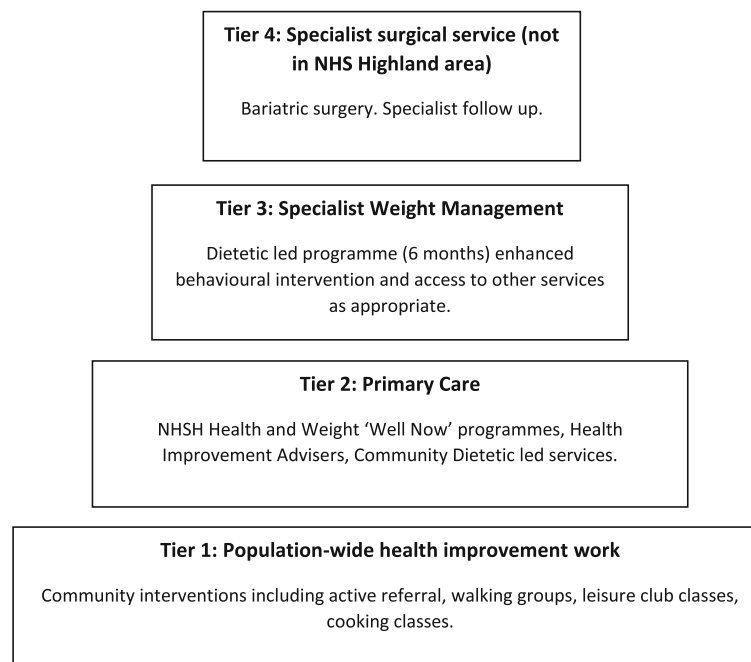 Tier 4: Specialist surgical service (not
in NHS Highland area)
Bariatric surgery. Specialist follow up.
Tier 3: Specialist Weight Management
Dietetic led programme (6 months) enhanced
behavioural intervention and access to other services
as appropriate.
Tier 2: Primary Care
NHSH Health and Weight ‘Well Now’ programmes, Health
Improvement Advisers, Community Dietetic led services.
Tier 1: Population-wide health improvement work
Community interventions including active referral, walking groups, leisure club classes,
cooking classes.